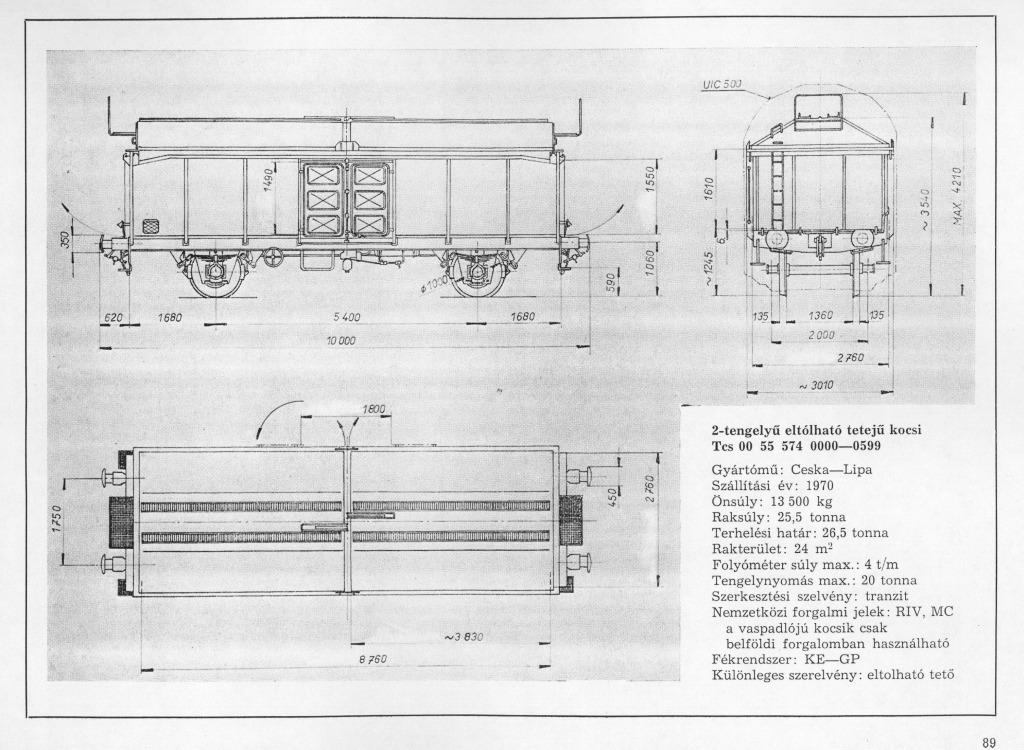 UIC 500
1490
1550
350
1060
590
φ1000
620
1680
5 400
1680
10 000
1610
6
~1245
~3 540
MAX. 4210
135
1360
135
2 000
2 760
~ 3010
1800
1750
450
2 760
~3 830
8 760
2-tengelyű eltólható tetejű kocsi
Tcs 00 55 574 0000—0599
Gyártómű: Ceska—Lipa
Szállítási év: 1970
Önsúly: 13 500 kg
Raksúly: 25,5 tonna
Terhelési határ: 26,5 tonna
Rakterület: 24 m²
Folyóméter súly max.: 4 t/m
Tengelynyomás max.: 20 tonna
Szerkesztési szelvény: tranzit
Nemzetközi forgalmi jelek: RIV, MC
a vaspadlójú kocsik csak
belföldi forgalomban használható
Fékrendszer: KE—GP
Különleges szerelvény: eltolható tető
89